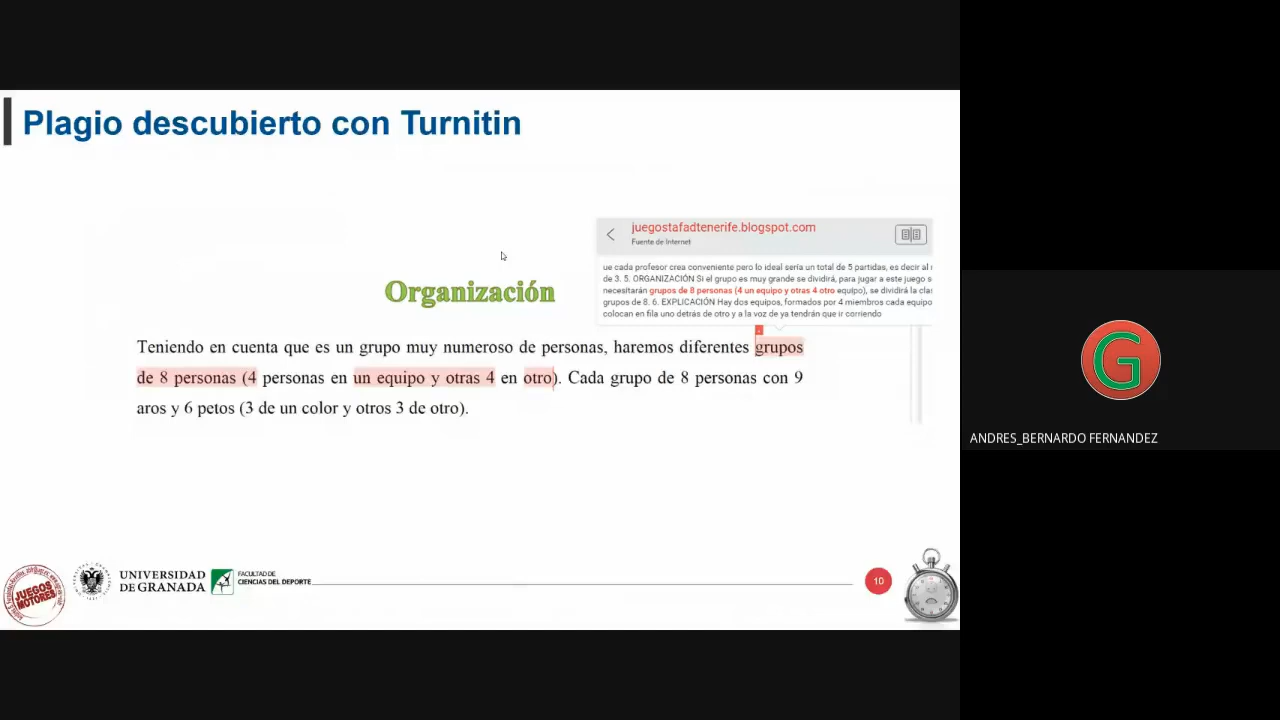 Plagio descubierto con Turnitin
juegostafadtenerife.blogspot.com
Fuente de Internet
ue cada profesor crea conveniente pero lo ideal sería un total de 5 partidas, es decir al
de 3. 5. ORGANIZACIÓN Si el grupo es muy grande se dividirá, para jugar a este juego s
necesitarán grupos de 8 personas (4 un equipo y otras 4 otro equipo), se dividirá la cla
grupos de 8. 6. EXPLICACIÓN Hay dos equipos, formados por 4 miembros cada equipo
colocan en fila uno detrás de otro y a la voz de ya tendrán que ir corriendo
Organización
Teniendo en cuenta que es un grupo muy numeroso de personas, haremos diferentes grupos
de 8 personas (4 personas en un equipo y otras 4 en otro). Cada grupo de 8 personas con 9
aros y 6 petos (3 de un color y otros 3 de otro).
G
ANDRES_BERNARDO FERNANDEZ
JUEGOS
MOTORES
UNIVERSIDAD
DE GRANADA
FACULTAD DE
CIENCIAS DEL DEPORTE
10